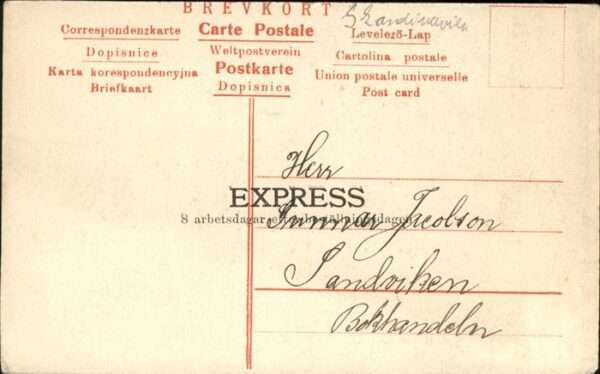 BREVKORT
Skandinavien
Correspondenzkarte
Carte Postale
Levelező-Lap
Dopisnice
Weltpostverein
Cartolina postale
Karta korespondencyjna
Postkarte
Union postale universelle
Briefkaart
Dopisnica
Post card
Herr
EXPRESS
8 arbetsdagar
Gunnar Jacobson
Sandviken
Bokhandeln